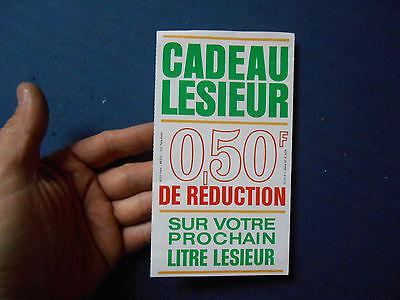 CADEAU
LESIEUR
0,50F
DE RÉDUCTION
SUR VOTRE
PROCHAIN
LITRE LESIEUR